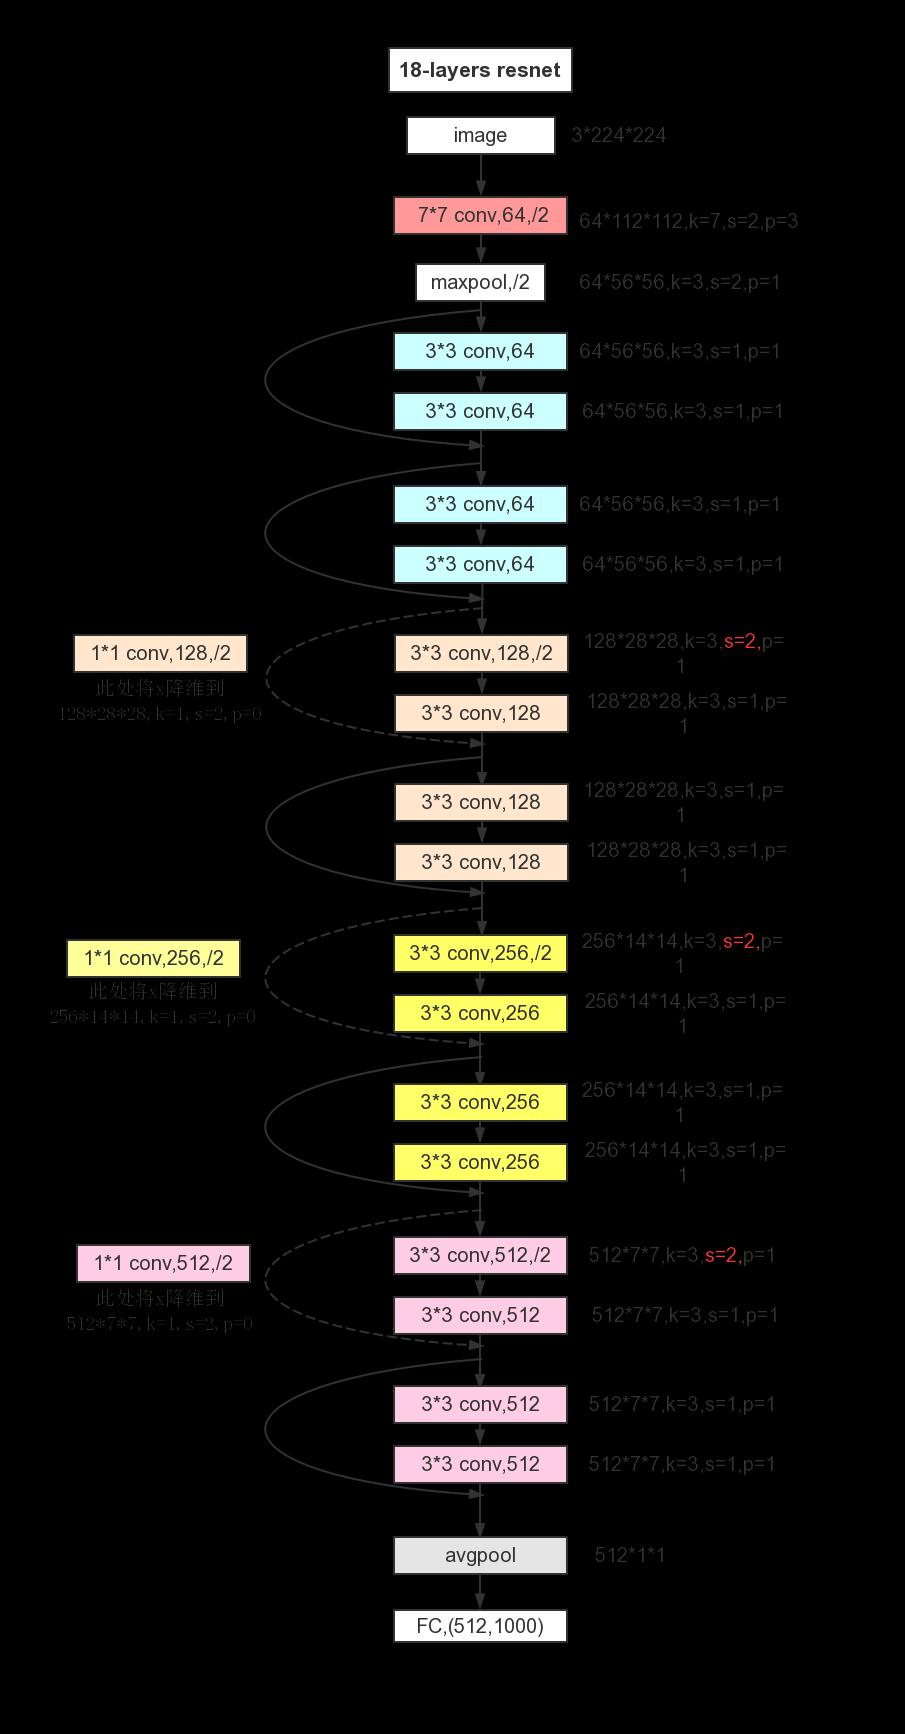 18-layers resnet
image
3*224*224
7*7 conv,64,/2
64*112*112,k=7,s=2,p=3
maxpool,/2
64*56*56,k=3,s=2,p=1
3*3 conv,64
64*56*56,k=3,s=1,p=1
3*3 conv,64
64*56*56,k=3,s=1,p=1
3*3 conv,64
64*56*56,k=3,s=1,p=1
3*3 conv,64
64*56*56,k=3,s=1,p=1
1*1 conv,128,/2
此处将x降维到
128*28*28,k=1,s=2,p=0
3*3 conv,128,/2
128*28*28,k=3,s=2,p=
1
3*3 conv,128
128*28*28,k=3,s=1,p=
1
3*3 conv,128
128*28*28,k=3,s=1,p=
1
3*3 conv,128
128*28*28,k=3,s=1,p=
1
1*1 conv,256,/2
此处将x降维到
256*14*14,k=1,s=2,p=0
3*3 conv,256,/2
256*14*14,k=3,s=2,p=
1
3*3 conv,256
256*14*14,k=3,s=1,p=
1
3*3 conv,256
256*14*14,k=3,s=1,p=
1
3*3 conv,256
256*14*14,k=3,s=1,p=
1
1*1 conv,512,/2
此处将x降维到
512*7*7,k=1,s=2,p=0
3*3 conv,512,/2
512*7*7,k=3,s=2,p=1
3*3 conv,512
512*7*7,k=3,s=1,p=1
3*3 conv,512
512*7*7,k=3,s=1,p=1
3*3 conv,512
512*7*7,k=3,s=1,p=1
avgpool
512*1*1
FC,(512,1000)